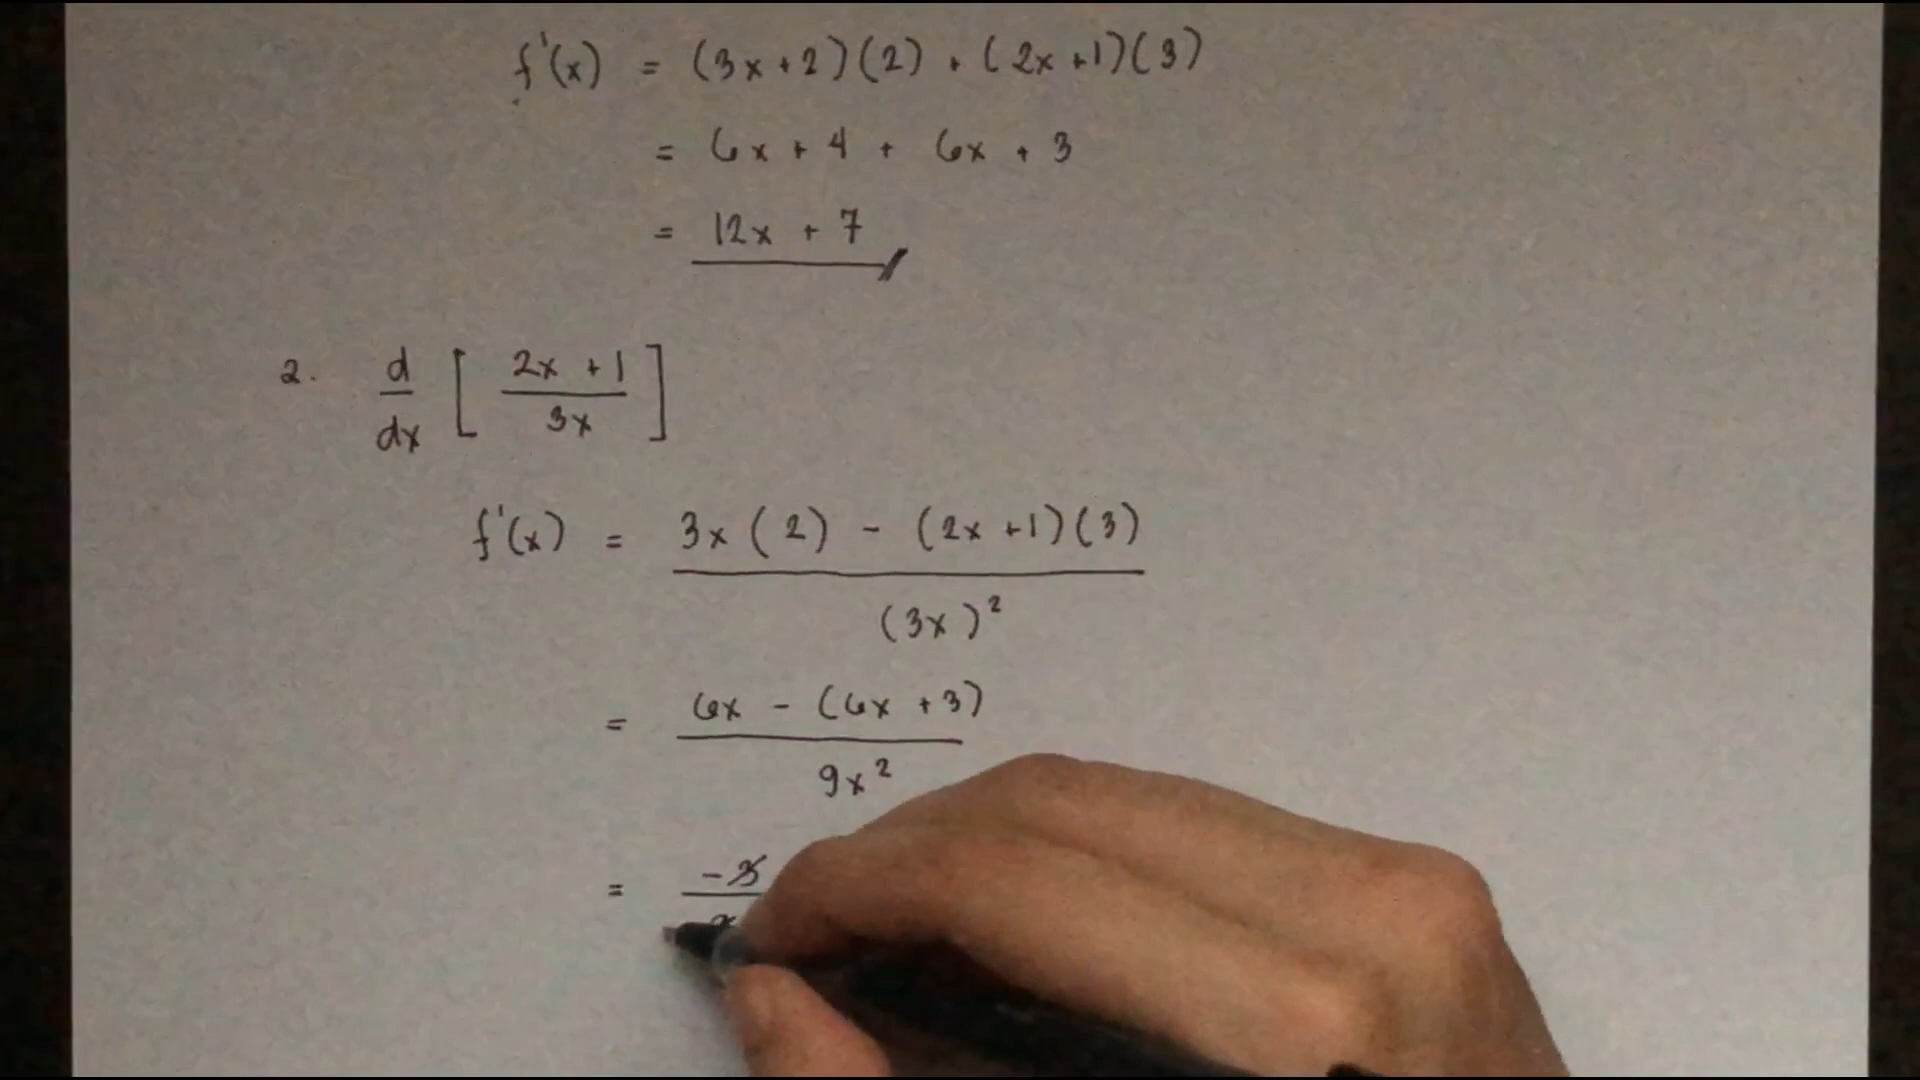 f'(x) = (3x+2)(2) + (2x+1)(3)
= 6x + 4 + 6x + 3
= 12x + 7
2. d/dx [ (2x + 1)/3x ]
f'(x) = 3x(2) - (2x+1)(3)
(3x)²
= 6x - (6x + 3)
9x²
= -3